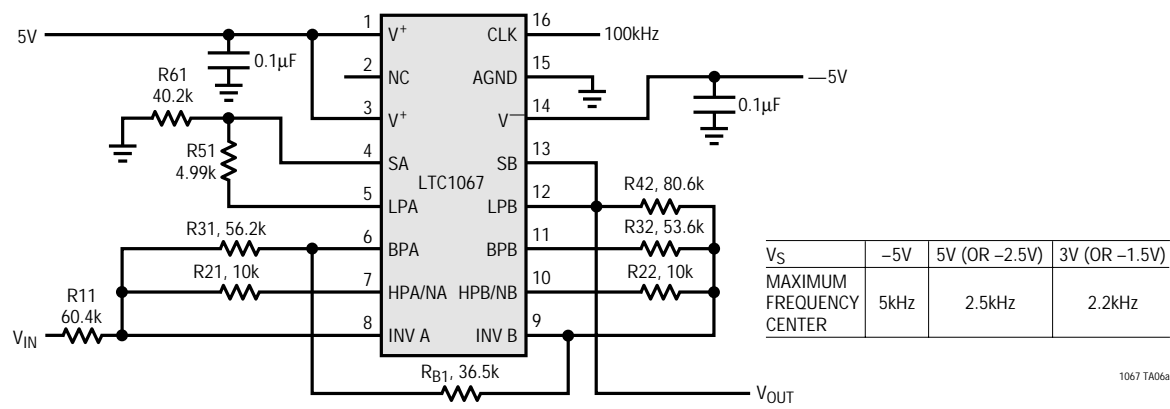 5V
0.1µF
R61
40.2k
R51
4.99k
R31, 56.2k
R21, 10k
R11
60.4k
VIN
1
2
3
4
5
6
7
8
V+
NC
V+
SA
LPA
BPA
HPA/NA
INV A
LTC1067
CLK
AGND
V—
SB
LPB
BPB
HPB/NB
INV B
16
15
14
13
12
11
10
9
100kHz
—5V
0.1µF
R42, 80.6k
R32, 53.6k
R22, 10k
RB1, 36.5k
VOUT
VS –5V 5V (OR –2.5V) 3V (OR –1.5V)
MAXIMUM
FREQUENCY 5kHz 2.5kHz 2.2kHz
CENTER
1067 TA06a